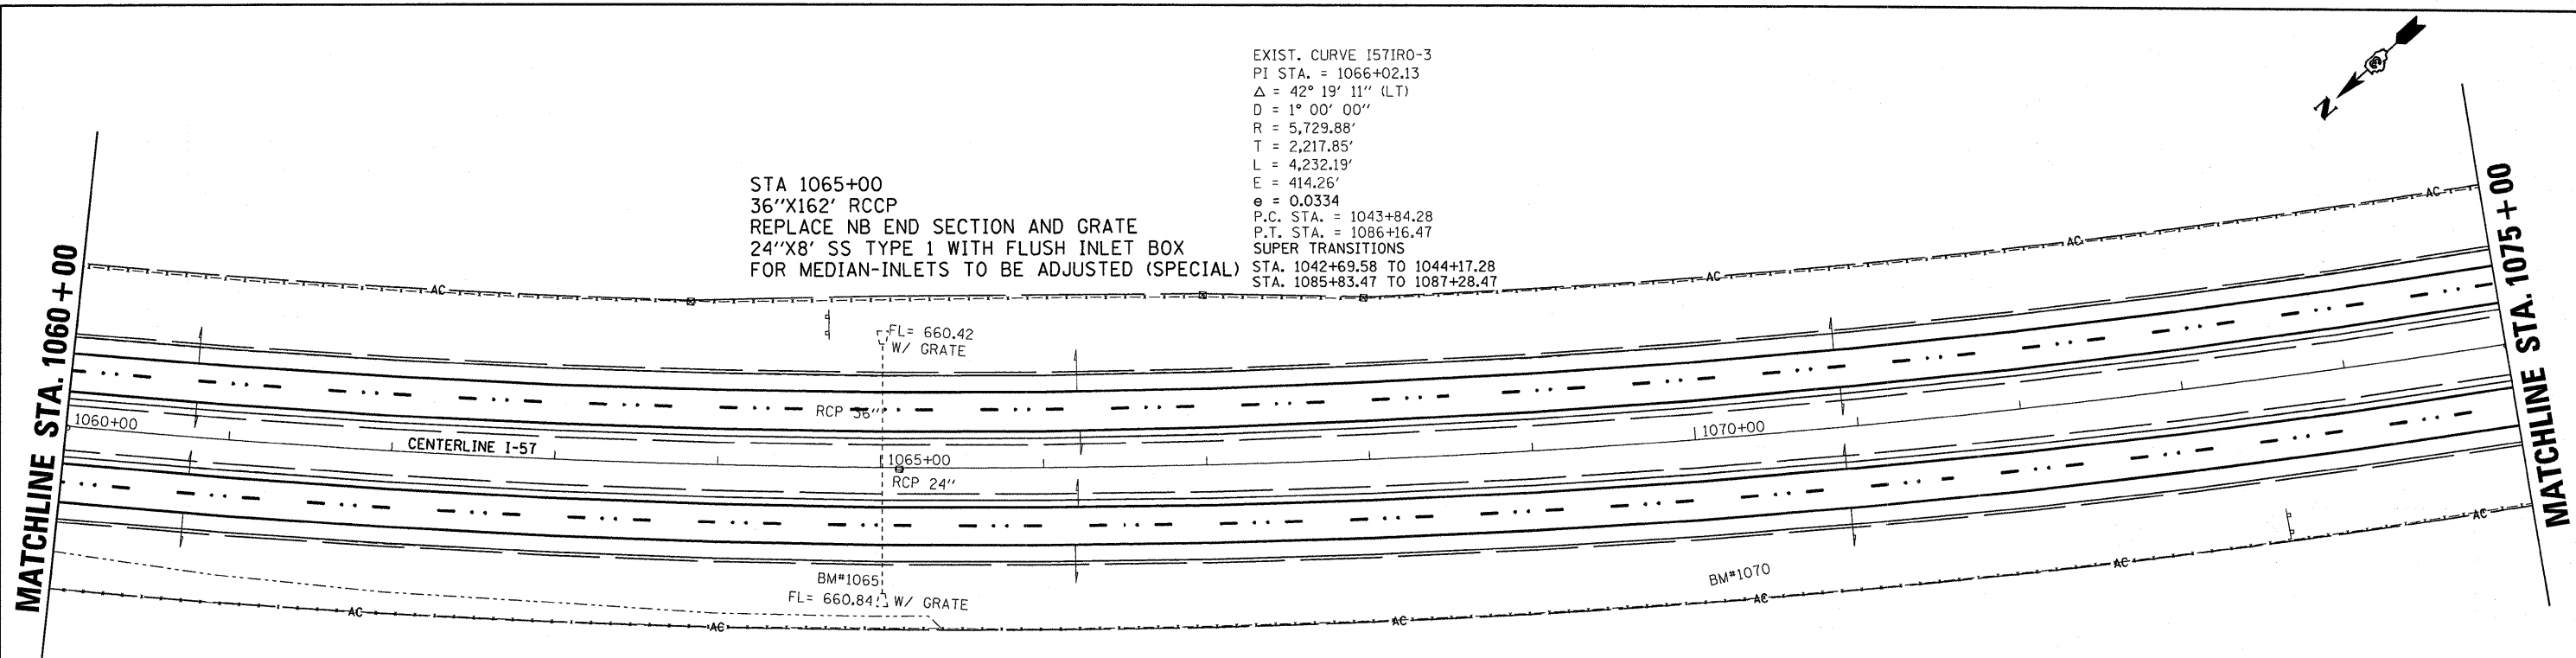 EXIST. CURVE I57IRO-3
PI STA. = 1066+02.13
Δ = 42° 19' 11" (LT)
D = 1° 00' 00"
R = 5,729.88'
T = 2,217.85'
L = 4,232.19'
E = 414.26'
e = 0.0334
P.C. STA. = 1043+84.28
P.T. STA. = 1086+16.47
SUPER TRANSITIONS
STA. 1042+69.58 TO 1044+17.28
STA. 1085+83.47 TO 1087+28.47
N
STA 1065+00
36"X162' RCCP
REPLACE NB END SECTION AND GRATE
24"X8' SS TYPE 1 WITH FLUSH INLET BOX
FOR MEDIAN-INLETS TO BE ADJUSTED (SPECIAL)
MATCHLINE STA. 1060+00
MATCHLINE STA. 1075+00
AC
AC
AC
AC
FL= 660.42
W/ GRATE
RCP 36"
1060+00
CENTERLINE I-57
1065+00
1070+00
RCP 24"
BM#1065
FL= 660.84 W/ GRATE
BM#1070
AC
AC
AC
AC
AC
AC